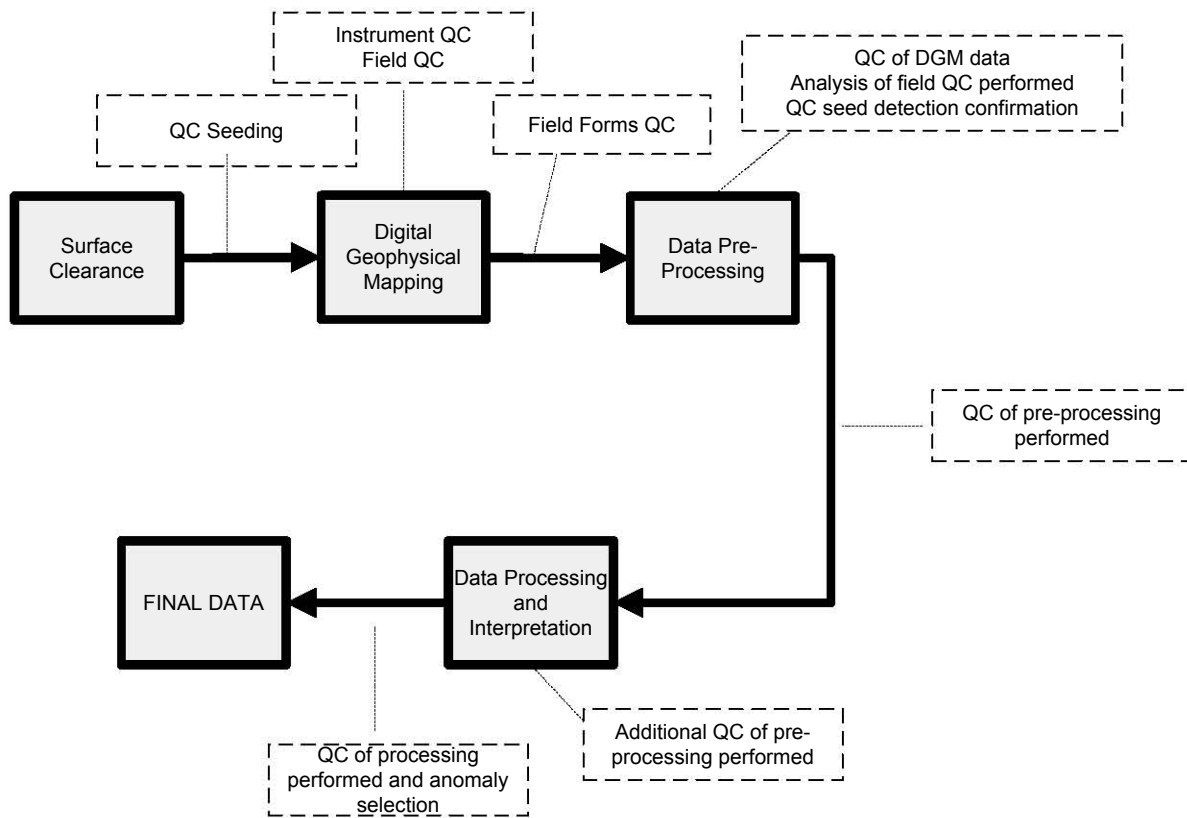 Instrument QC
Field QC
QC of DGM data
Analysis of field QC performed
QC seed detection confirmation
QC Seeding
Field Forms QC
Surface
Clearance
Digital
Geophysical
Mapping
Data Pre-
Processing
QC of pre-processing
performed
FINAL DATA
Data Processing
and
Interpretation
Additional QC of pre-
processing performed
QC of processing
performed and anomaly
selection